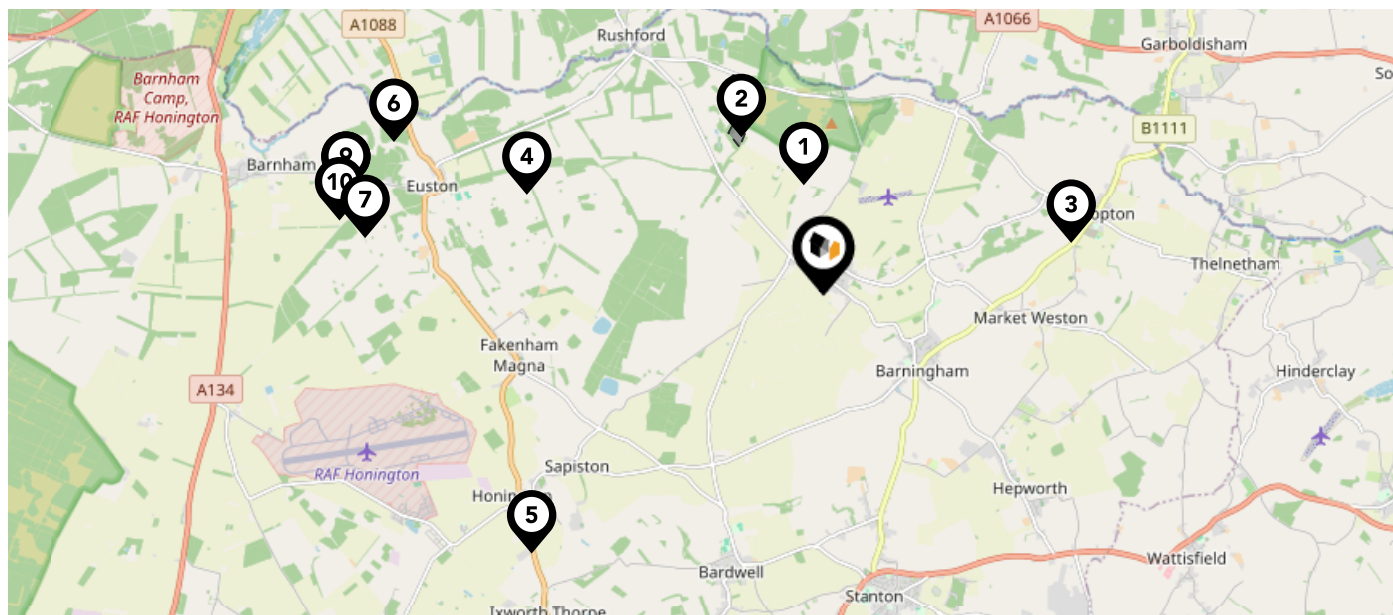 A1088
A1066
Rushford
Garboldisham
Barnham
Camp,
RAF Honington
6
2
B1111
1
4
9
Barnham
10
7
Euston
3
opton
Thelnetham
Market Weston
Fakenham
Magna
Barningham
Hinderclay
A134
RAF Honington
Sapiston
Hepworth
5
Wattisfield
Bardwell
Stanton
Ixworth Thorpe